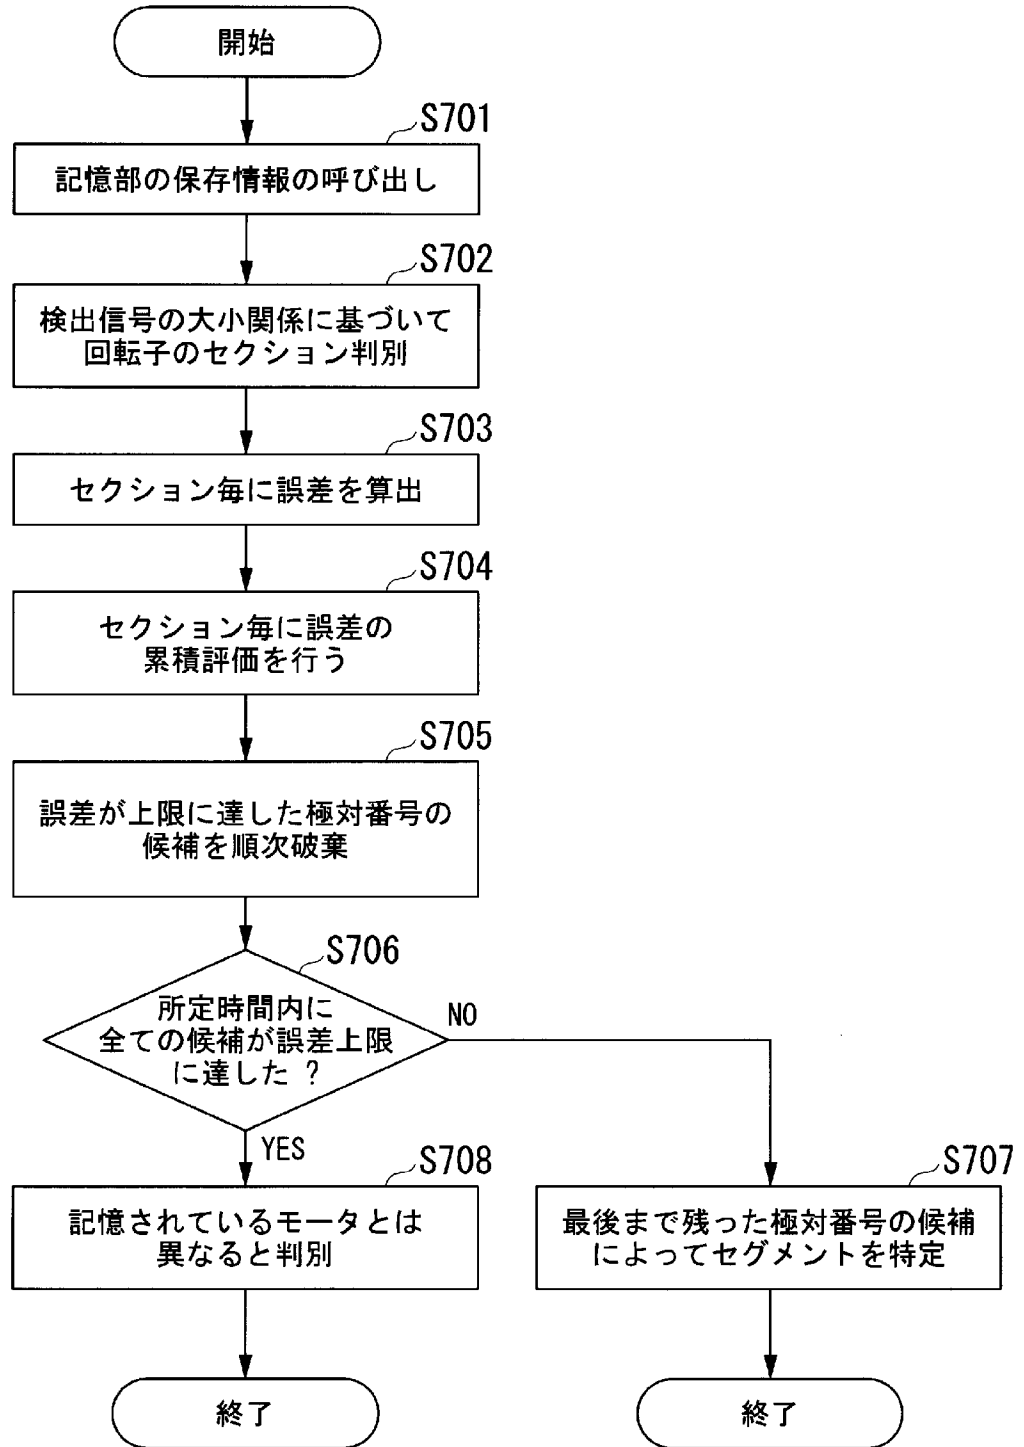 開始
S701
記憶部の保存情報の呼び出し
S702
検出信号の大小関係に基づいて
回転子のセクション判別
S703
セクション毎に誤差を算出
S704
セクション毎に誤差の
累積評価を行う
S705
誤差が上限に達した極対番号の
候補を順次破棄
S706
所定時間内に
全ての候補が誤差上限
に達した ?
NO
YES
S708
記憶されているモータとは
異なると判別
S707
最後まで残った極対番号の候補
によってセグメントを特定
終了
終了